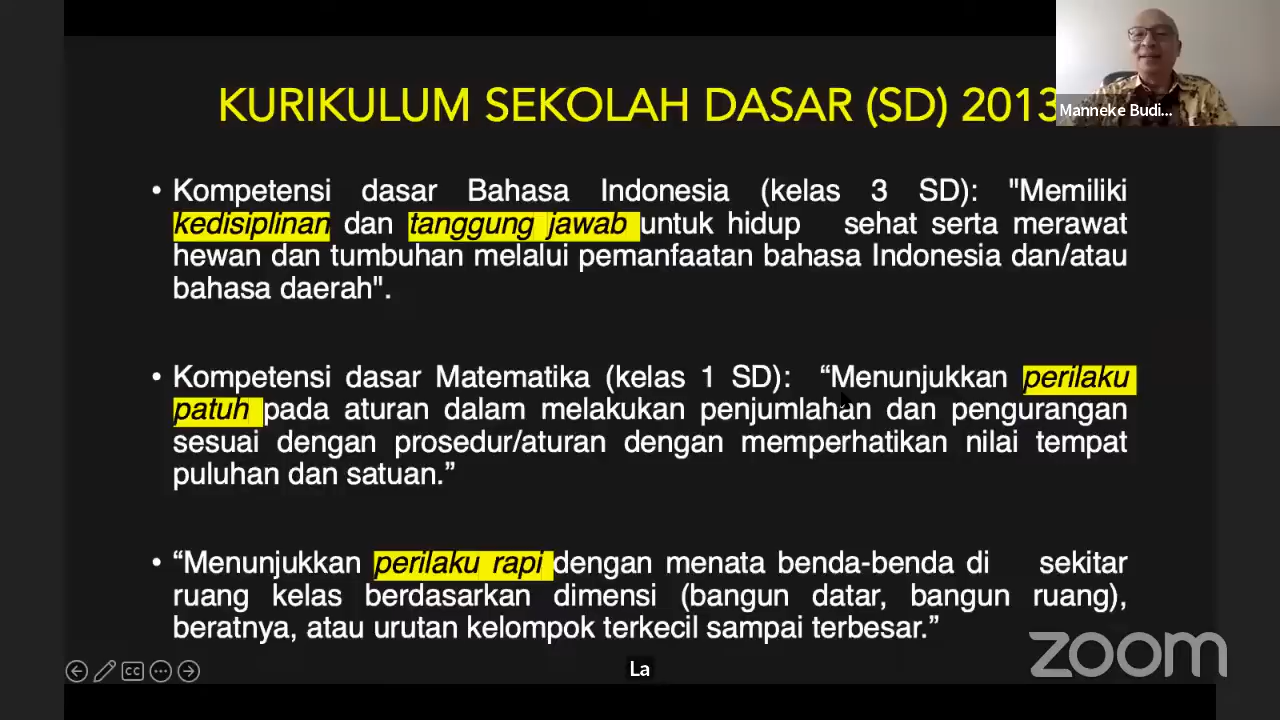 KURIKULUM SEKOLAH DASAR (SD) 2013
Manneke Budi...
• Kompetensi dasar Bahasa Indonesia (kelas 3 SD): "Memiliki
kedisiplinan dan tanggung jawab untuk hidup sehat serta merawat
hewan dan tumbuhan melalui pemanfaatan bahasa Indonesia dan/atau
bahasa daerah".
• Kompetensi dasar Matematika (kelas 1 SD): “Menunjukkan perilaku
patuh pada aturan dalam melakukan penjumlahan dan pengurangan
sesuai dengan prosedur/aturan dengan memperhatikan nilai tempat
puluhan dan satuan.”
• “Menunjukkan perilaku rapi dengan menata benda-benda di sekitar
ruang kelas berdasarkan dimensi (bangun datar, bangun ruang),
beratnya, atau urutan kelompok terkecil sampai terbesar.”
zoom
CC
La